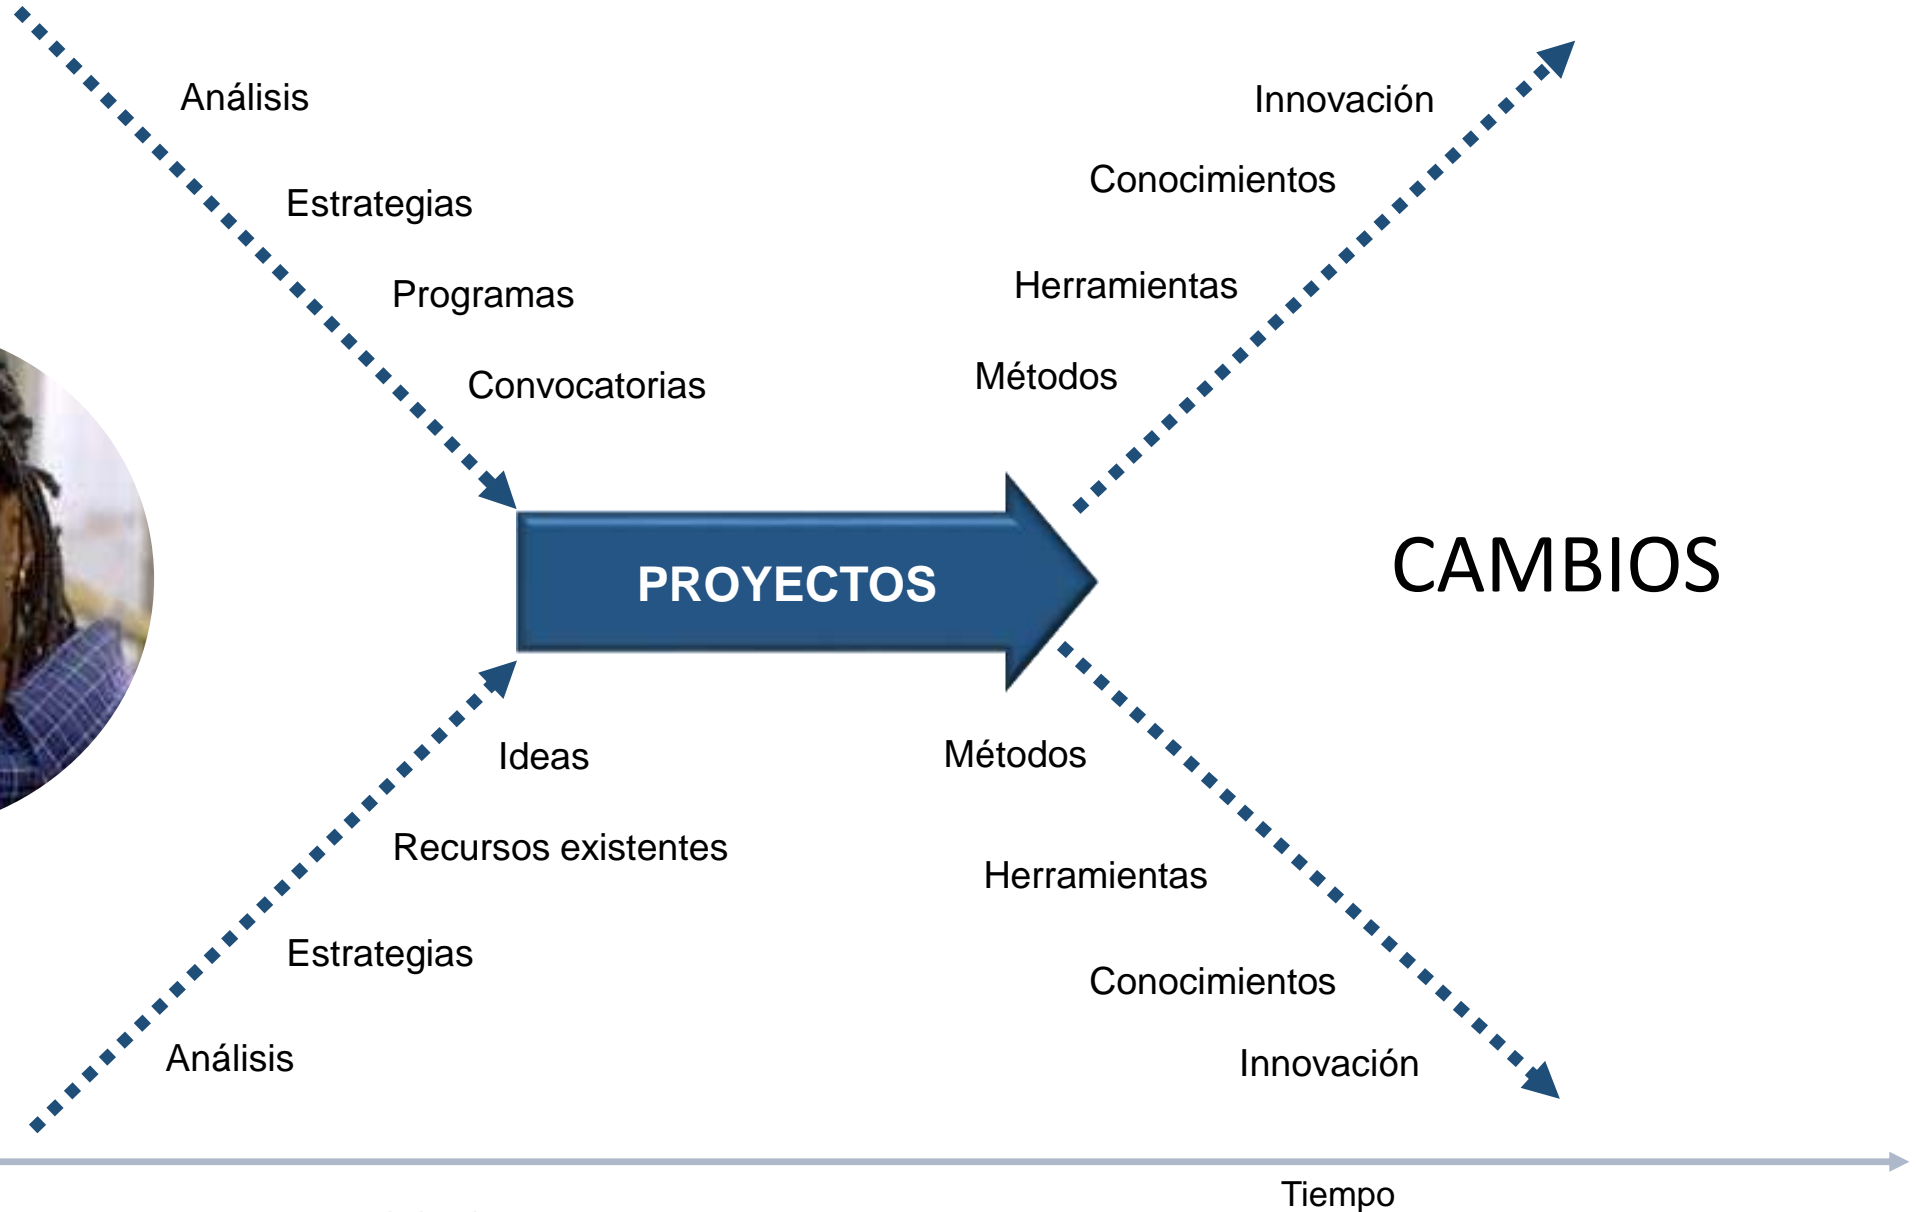 Análisis
Estrategias
Programas
Convocatorias
Innovación
Conocimientos
Herramientas
Métodos
PROYECTOS
CAMBIOS
Ideas
Recursos existentes
Estrategias
Análisis
Métodos
Herramientas
Conocimientos
Innovación
Tiempo